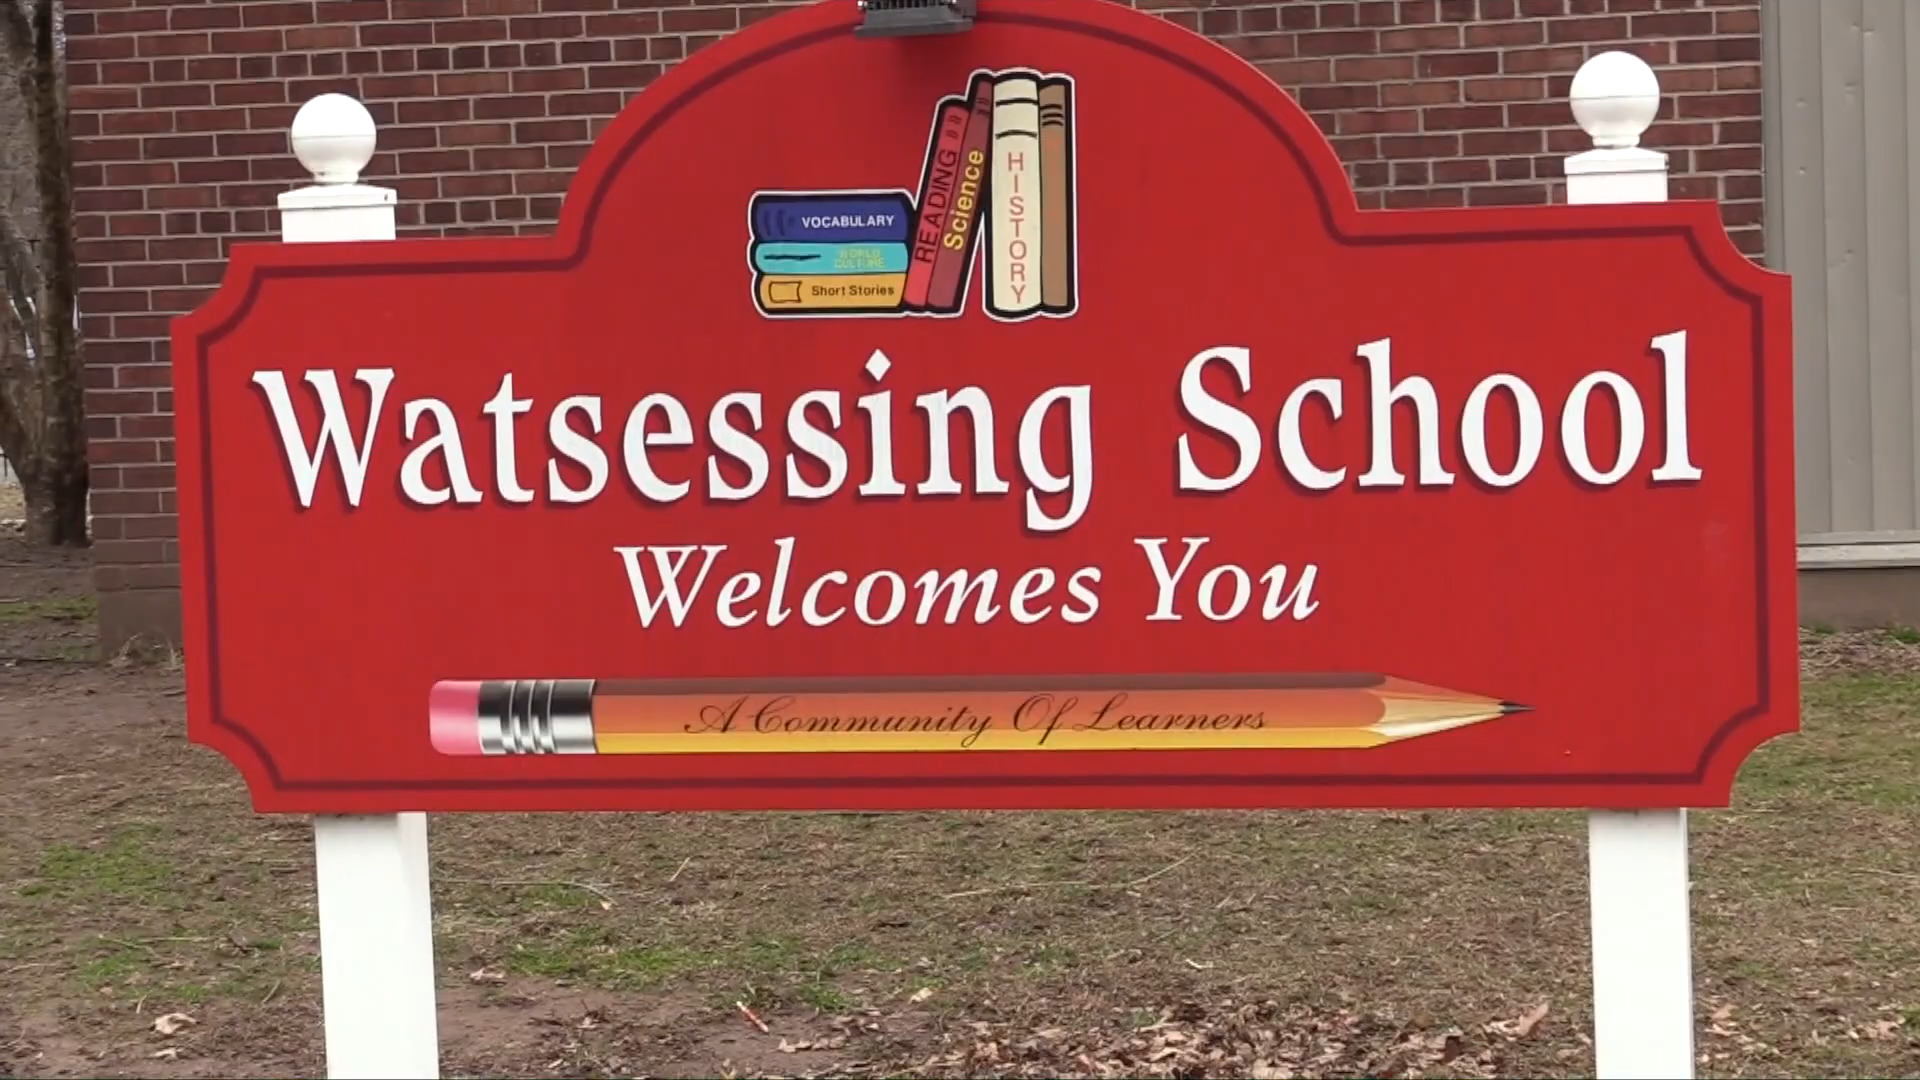 VOCABULARY
WORLD
CULTURE
Short Stories
READING
Science
HISTORY
Watsessing School
Welcomes You
A Community Of Learners